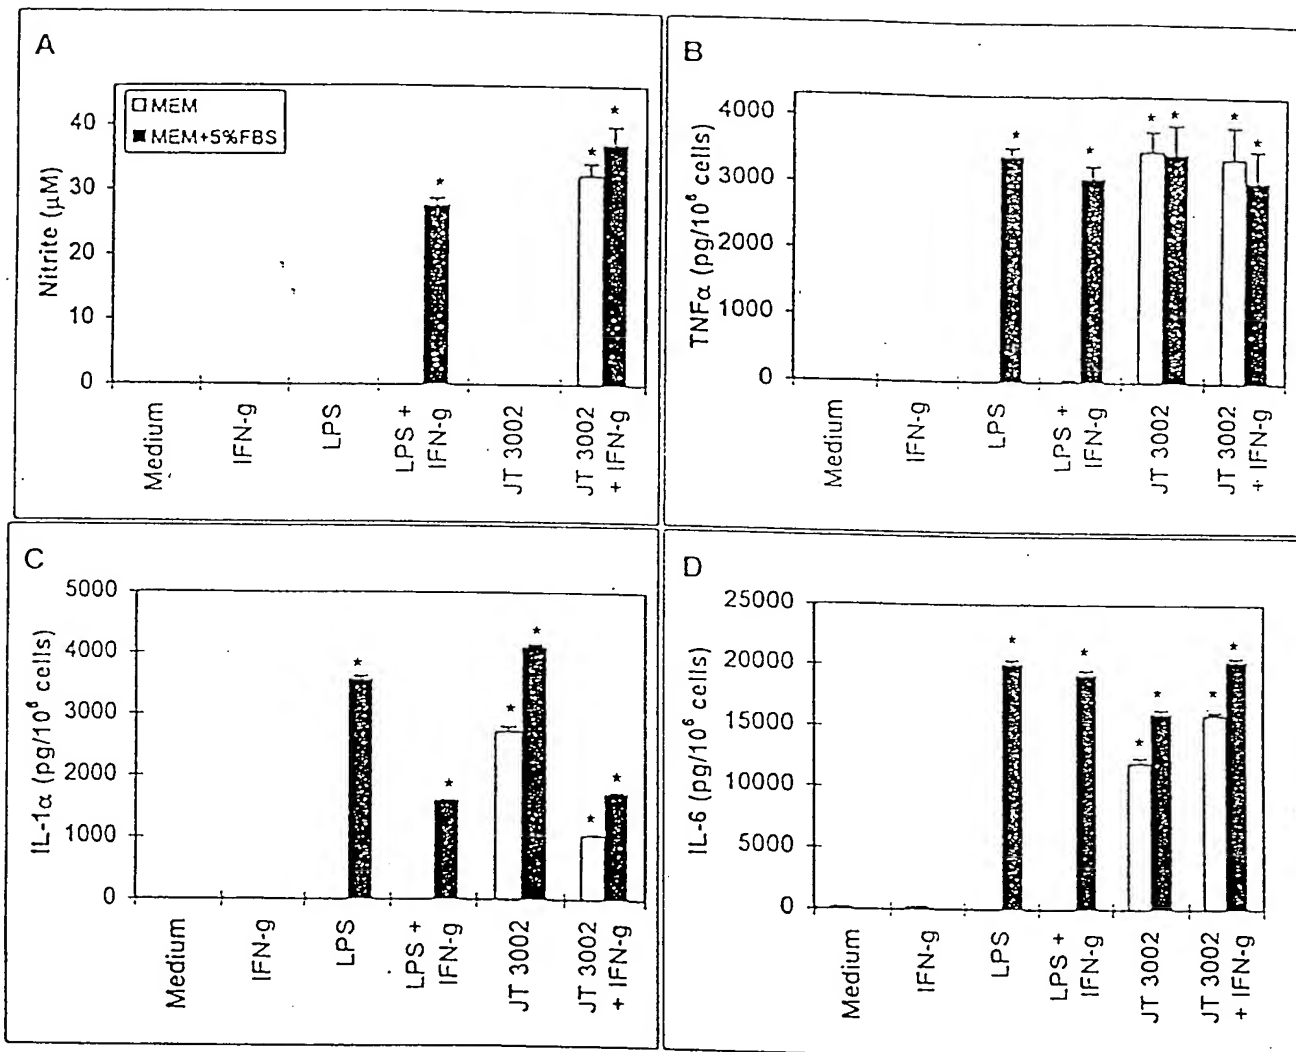 A
MEM
MEM+5%FBS
Nitrite (µM)
40
30
20
10
0
Medium
IFN-g
LPS
LPS +
IFN-g
JT 3002
JT 3002
+ IFN-g
B
TNFα (pg/10⁶ cells)
4000
3000
2000
1000
0
Medium
IFN-g
LPS
LPS +
IFN-g
JT 3002
JT 3002
+ IFN-g
C
IL-1α (pg/10⁶ cells)
5000
4000
3000
2000
1000
0
Medium
IFN-g
LPS
LPS +
IFN-g
JT 3002
JT 3002
+ IFN-g
D
IL-6 (pg/10⁶ cells)
25000
20000
15000
10000
5000
0
Medium
IFN-g
LPS
LPS +
IFN-g
JT 3002
JT 3002
+ IFN-g